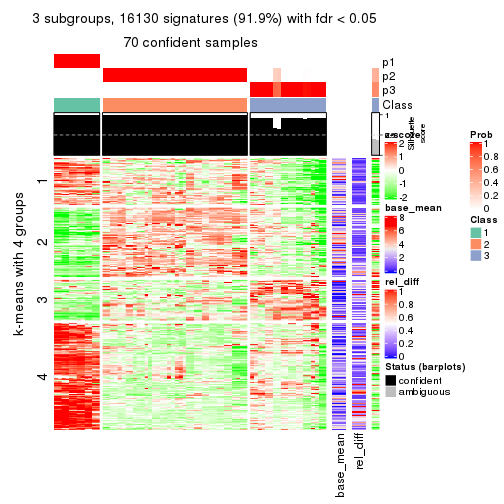 3 subgroups, 16130 signatures (91.9%) with fdr < 0.05
70 confident samples
p1
p2
p3
Class
1
Silhouette
score
k-means with 4 groups
1
2
3
4
base_mean
rel_diff
z-score
2
1
0
-1
-2
base_mean
8
6
4
2
0
rel_diff
1
0.8
0.6
0.4
0.2
0
Status (barplots)
confident
ambiguous
Prob
1
0.8
0.6
0.4
0.2
0
Class
1
2
3